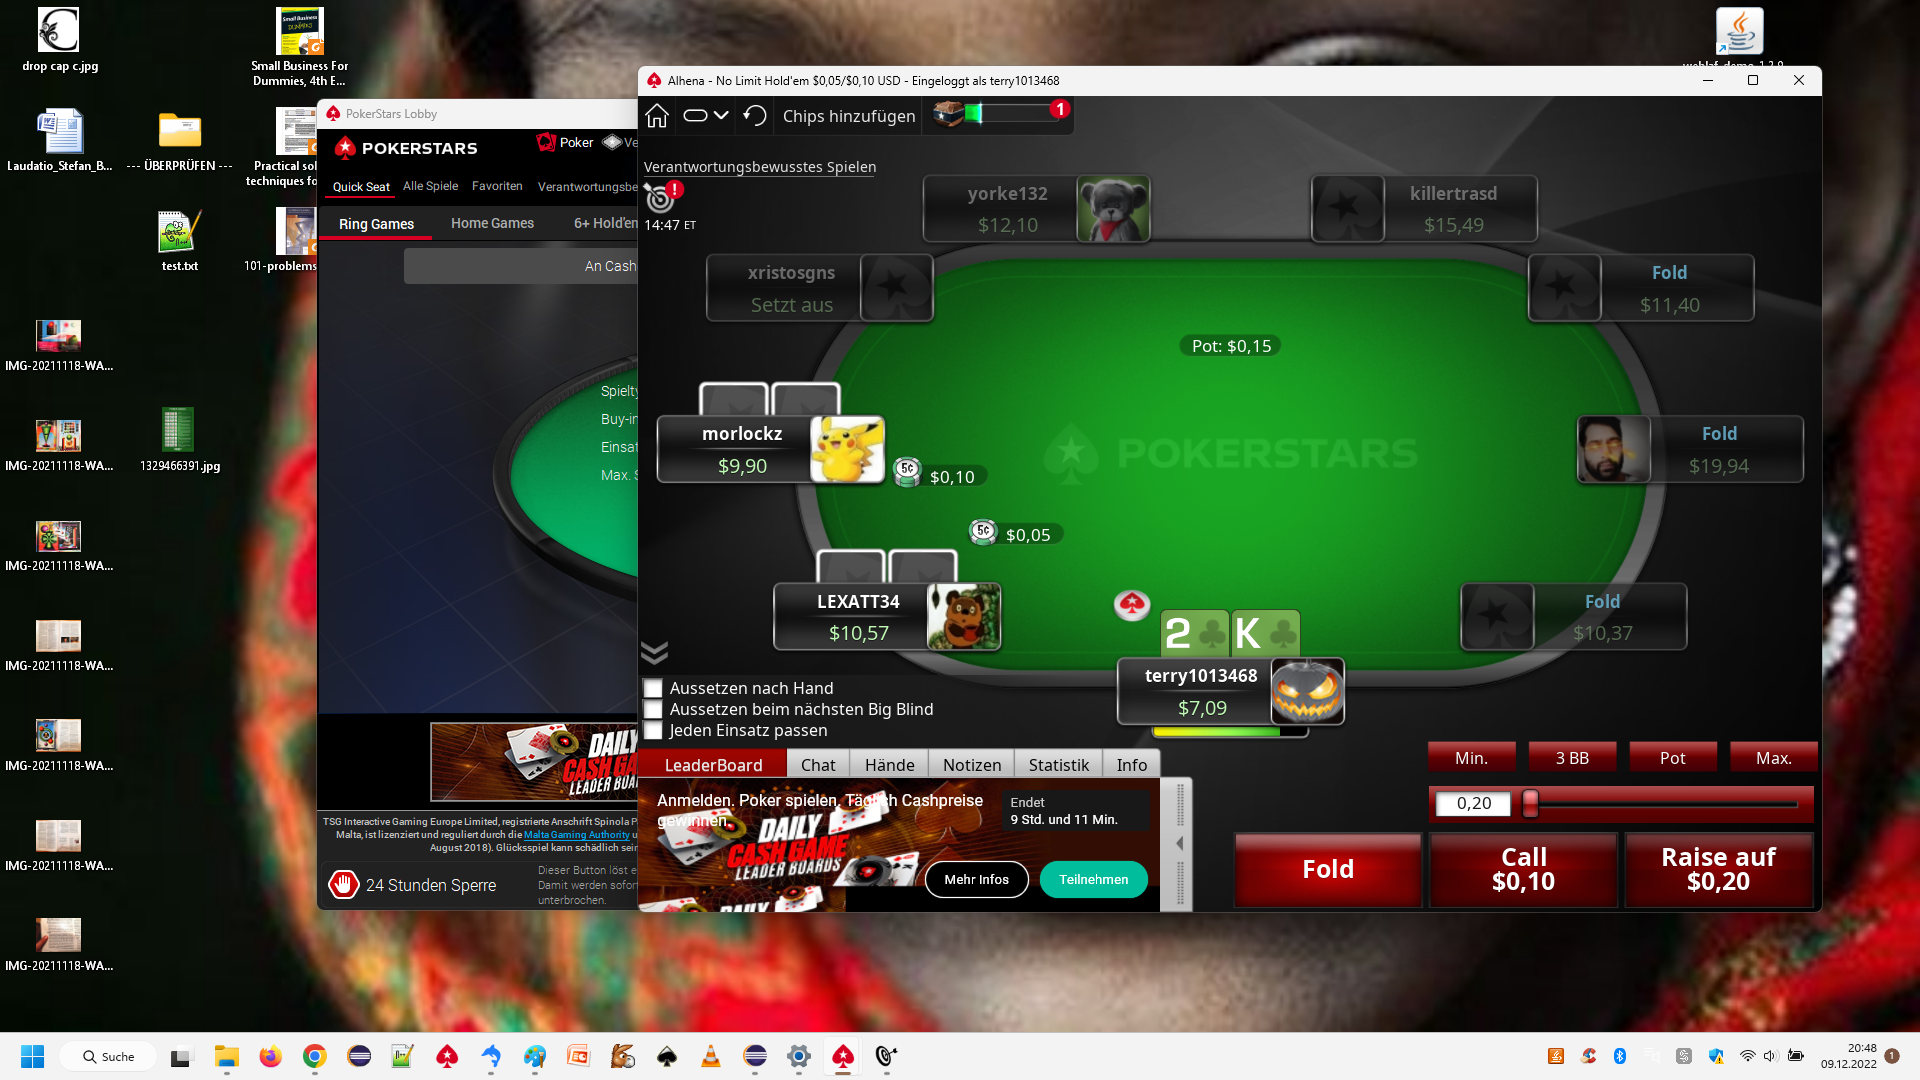 drop cap c.jpg
Small Business For
Dummies, 4th E...
Laudatio_Stefan_B...
--- ÜBERPRÜFEN ---
Practical sol
techniques fo
test.txt
101-problems
IMG-20211118-WA...
IMG-20211118-WA...
1329466391.jpg
IMG-20211118-WA...
IMG-20211118-WA...
IMG-20211118-WA...
IMG-20211118-WA...
IMG-20211118-WA...
PokerStars Lobby
POKERSTARS
Poker
Ve
Quick Seat
Alle Spiele
Favoriten
Verantwortungsbe
Ring Games
Home Games
6+ Hold'em
An Cash
Spielty
Buy-in
Einsat
Max. S
DAILY
CASH GAME
LEADER BOARDS
TSG Interactive Gaming Europe Limited, registrierte Anschrift Spinola P
Malta, ist lizenziert und reguliert durch die Malta Gaming Authority u
August 2018). Glücksspiel kann schädlich sein
24 Stunden Sperre
Dieser Button löst e
Damit werden sofor
unterbrochen.
Alhena - No Limit Hold'em $0,05/$0,10 USD - Eingeloggt als terry1013468
Chips hinzufügen
1
Verantwortungsbewusstes Spielen
14:47 ET
yorke132
$12,10
killertrasd
$15,49
xristosgns
Setzt aus
Fold
$11,40
Pot: $0,15
morlockz
$9,90
5¢
$0,10
POKERSTARS
Fold
$19,94
5¢
$0,05
LEXATT34
$10,57
2
K
Fold
$10,37
terry1013468
$7,09
Aussetzen nach Hand
Aussetzen beim nächsten Big Blind
Jeden Einsatz passen
LeaderBoard
Chat
Hände
Notizen
Statistik
Info
Anmelden. Poker spielen. Täglich Cashpreise
gewinnen.
DAILY
CASH GAME
LEADER BOARDS
DAILY
Endet
9 Std. und 11 Min.
Mehr Infos
Teilnehmen
Min.
3 BB
Pot
Max.
0,20
Fold
Call
$0,10
Raise auf
$0,20
Suche
20:48
09.12.2022
1